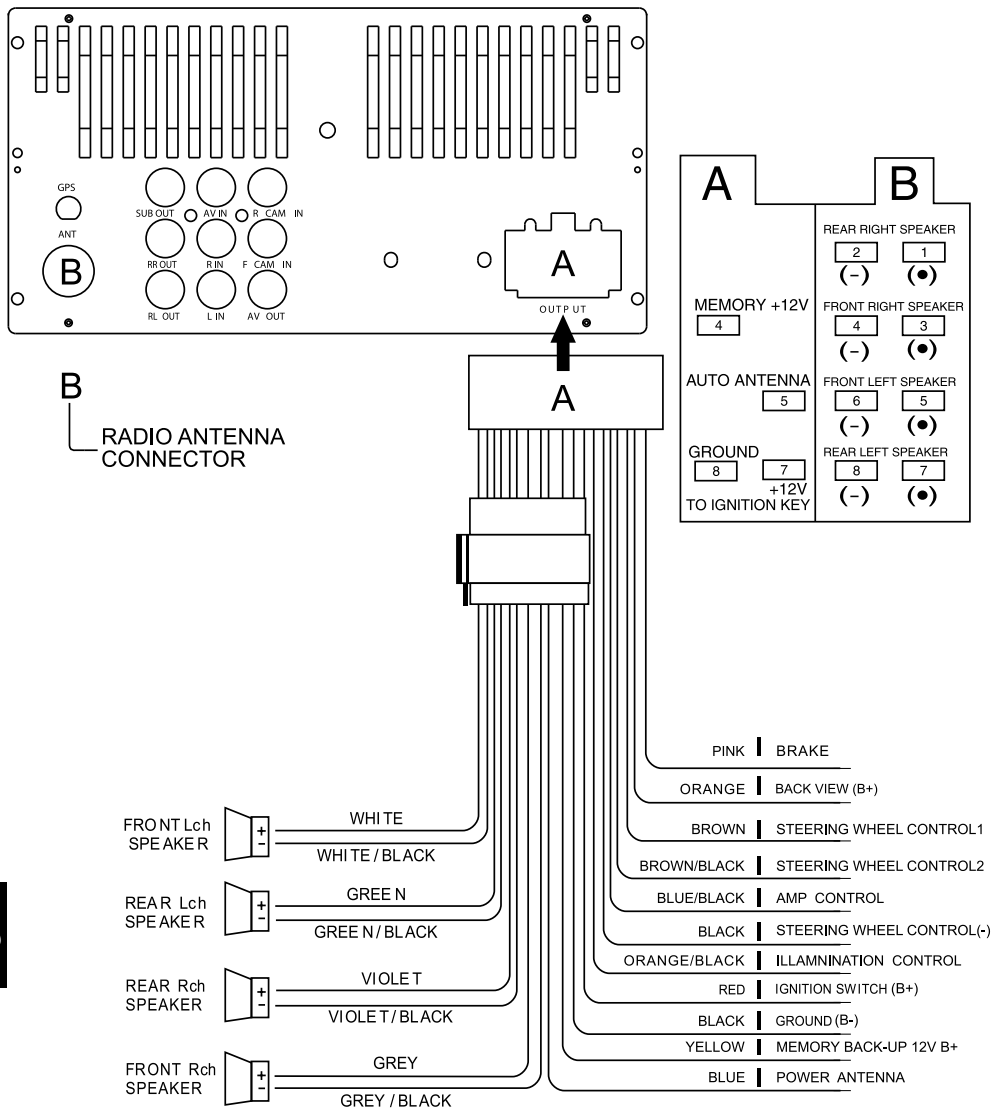 GPS
ANT
B
SUB OUT AV IN R CAM IN
RR OUT R IN F CAM IN
RL OUT L IN AV OUT
A
OUTPUT
A
B
RADIO ANTENNA
CONNECTOR
A
MEMORY +12V
4
AUTO ANTENNA
5
GROUND
8 7
+12V
TO IGNITION KEY
B
REAR RIGHT SPEAKER
2 1
(−) (●)
FRONT RIGHT SPEAKER
4 3
(−) (●)
FRONT LEFT SPEAKER
6 5
(−) (●)
REAR LEFT SPEAKER
8 7
(−) (●)
FRONT Lch
SPEAKER
+
−
WHITE
WHITE/BLACK
REAR Lch
SPEAKER
+
−
GREEN
GREEN/BLACK
REAR Rch
SPEAKER
+
−
VIOLET
VIOLET/BLACK
FRONT Rch
SPEAKER
+
−
GREY
GREY/BLACK
PINK | BRAKE
ORANGE | BACK VIEW (B+)
BROWN | STEERING WHEEL CONTROL1
BROWN/BLACK | STEERING WHEEL CONTROL2
BLUE/BLACK | AMP CONTROL
BLACK | STEERING WHEEL CONTROL(-)
ORANGE/BLACK | ILLAMNINATION CONTROL
RED | IGNITION SWITCH (B+)
BLACK | GROUND (B-)
YELLOW | MEMORY BACK-UP 12V B+
BLUE | POWER ANTENNA